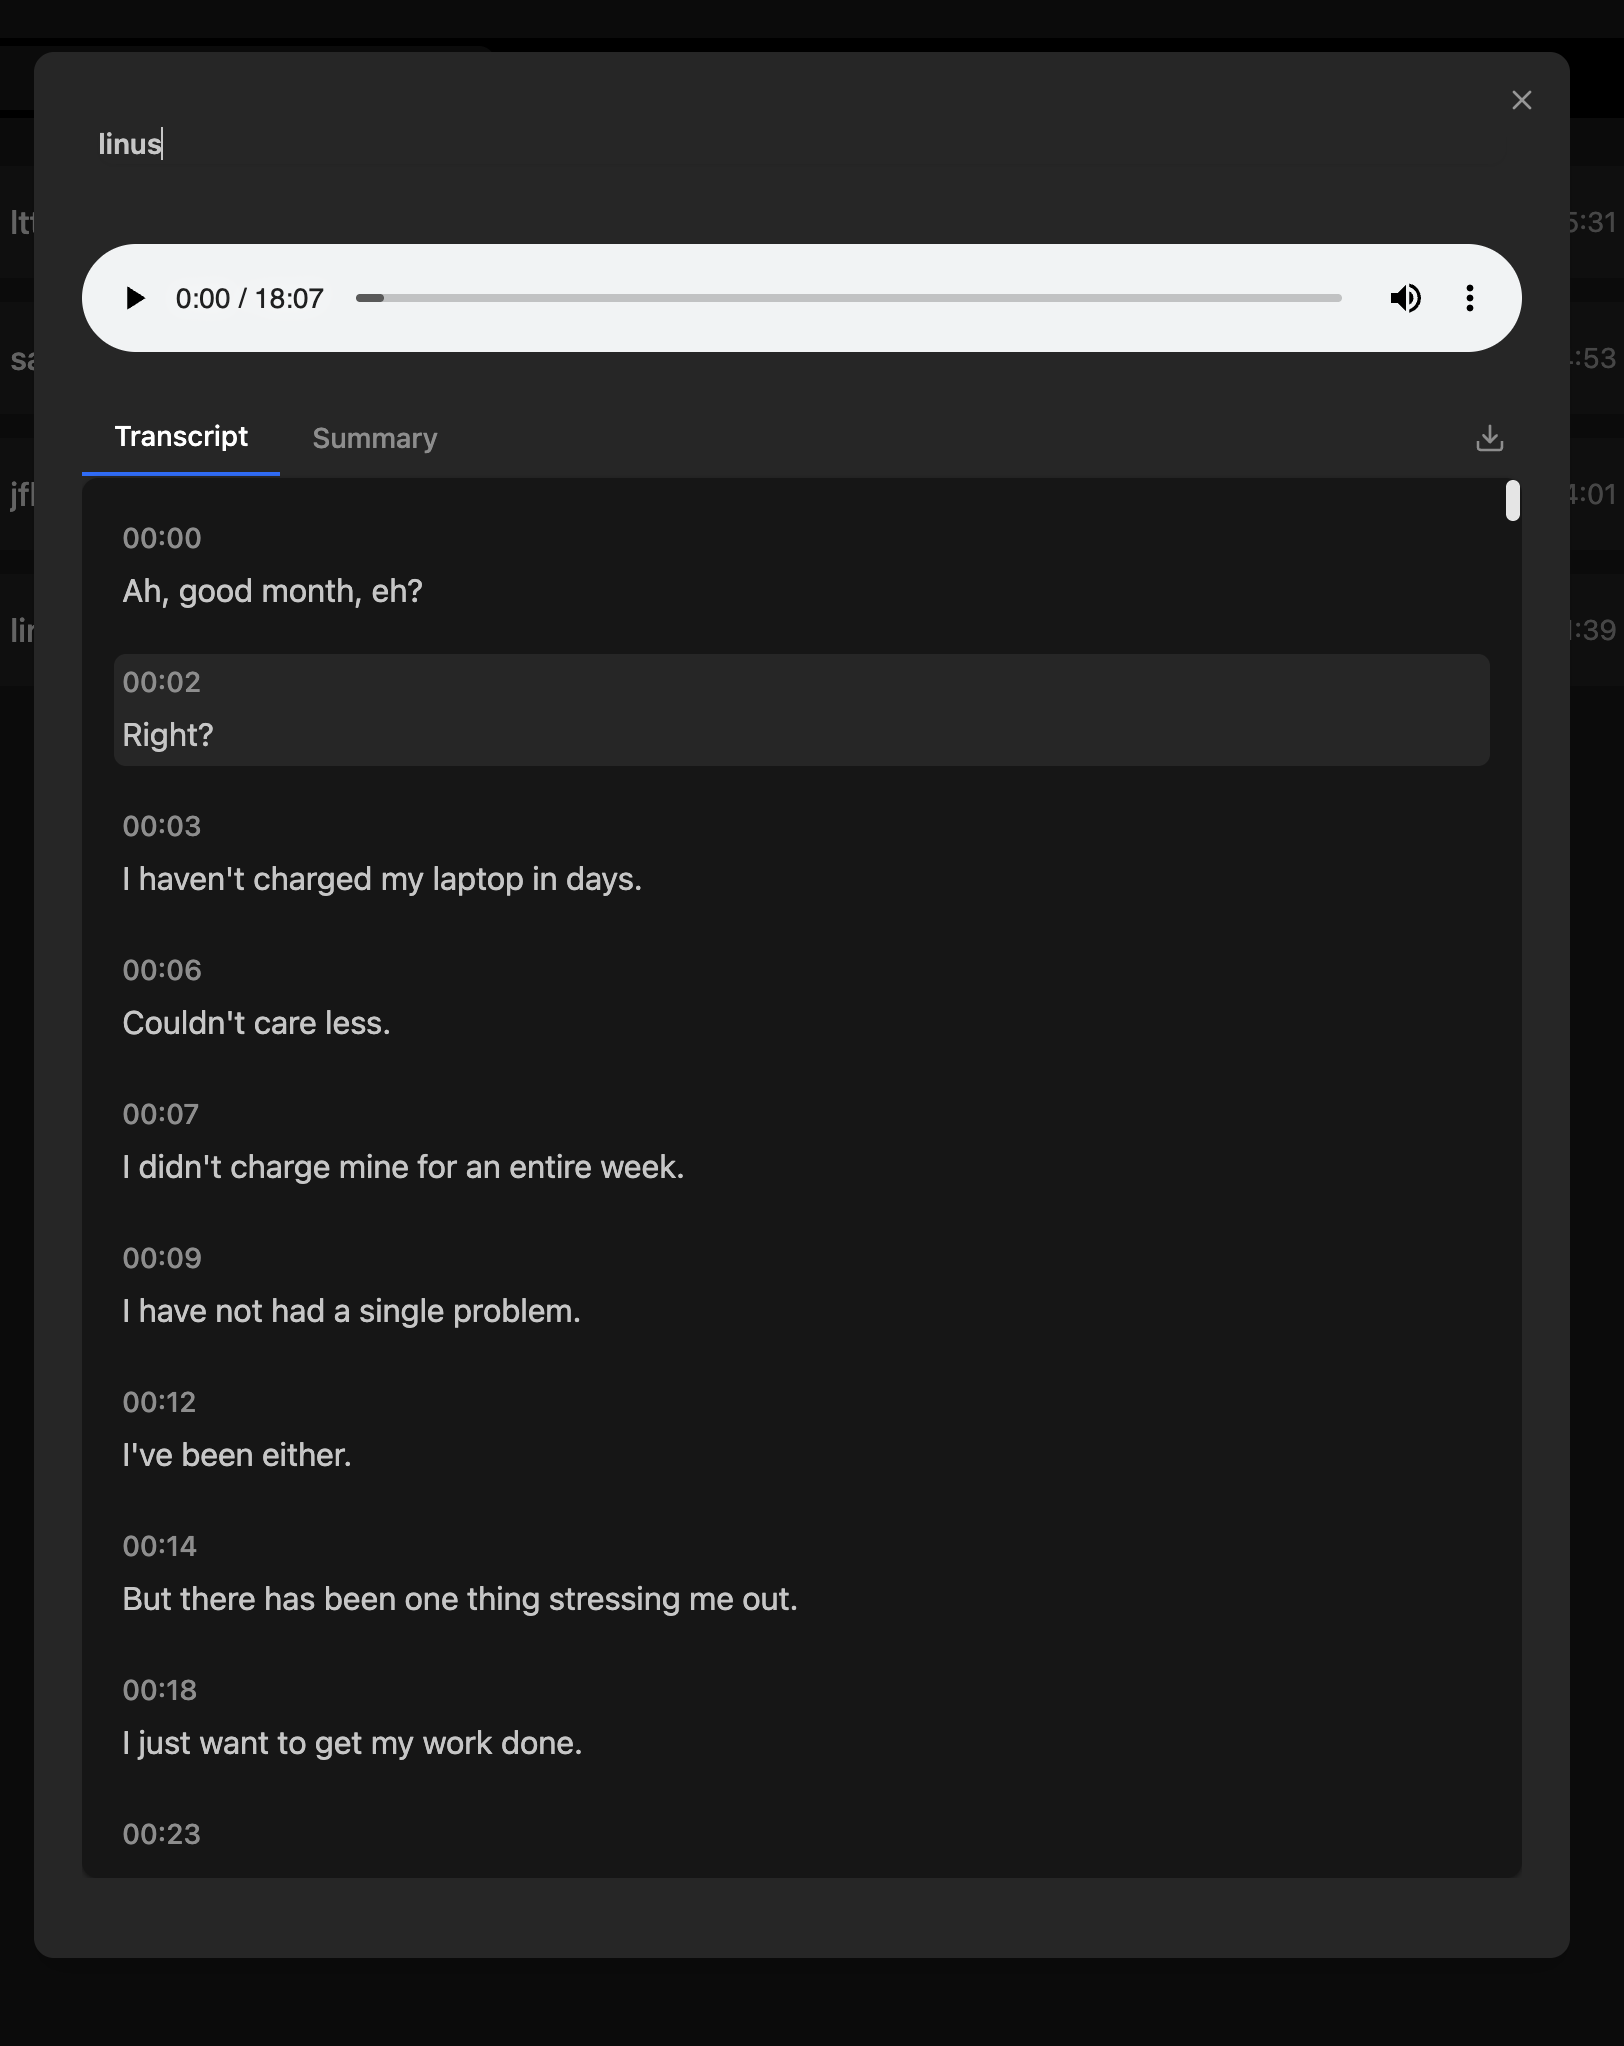 linus
0:00 / 18:07
Transcript
Summary
00:00
Ah, good month, eh?
00:02
Right?
00:03
I haven't charged my laptop in days.
00:06
Couldn't care less.
00:07
I didn't charge mine for an entire week.
00:09
I have not had a single problem.
00:12
I've been either.
00:14
But there has been one thing stressing me out.
00:18
I just want to get my work done.
00:23